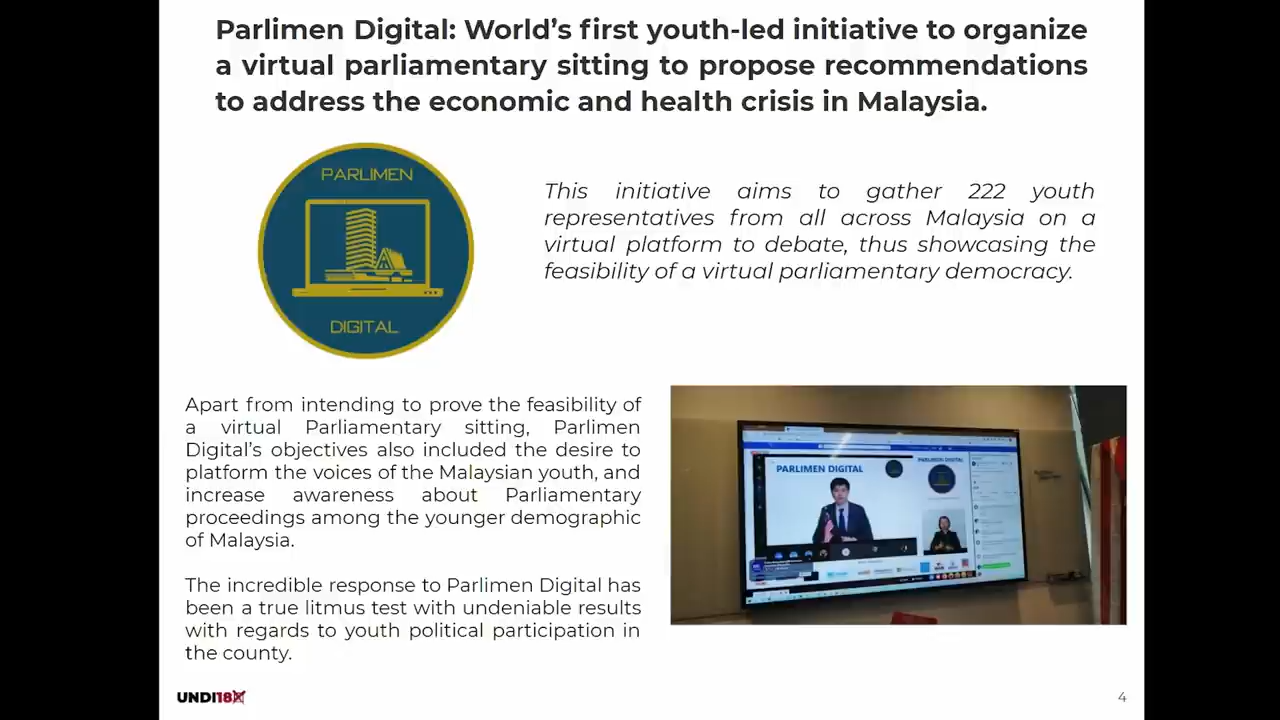 Parlimen Digital: World’s first youth-led initiative to organize
a virtual parliamentary sitting to propose recommendations
to address the economic and health crisis in Malaysia.
PARLIMEN
DIGITAL
This initiative aims to gather 222 youth
representatives from all across Malaysia on a
virtual platform to debate, thus showcasing the
feasibility of a virtual parliamentary democracy.
Apart from intending to prove the feasibility of
a virtual Parliamentary sitting, Parlimen
Digital’s objectives also included the desire to
platform the voices of the Malaysian youth, and
increase awareness about Parliamentary
proceedings among the younger demographic
of Malaysia.
The incredible response to Parlimen Digital has
been a true litmus test with undeniable results
with regards to youth political participation in
the county.
PARLIMEN DIGITAL
PARLIMEN DIGITAL
UNDI18
4